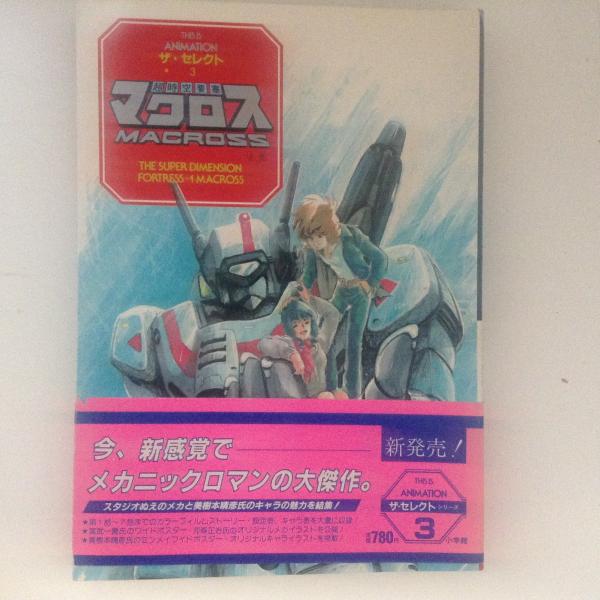 THIS IS
ANIMATION
ザ・セレクト
3
超時空要塞
マクロス
MACROSS
THE SUPER DIMENSION
FORTRESS-1 MACROSS
今、新感覚で
メカニックロマンの大傑作。
新発売!
スタジオぬえのメカと美樹本晴彦氏のキャラの魅力を結集!
THIS IS
ANIMATION
ザ・セレクトシリーズ
3
780円
小学館